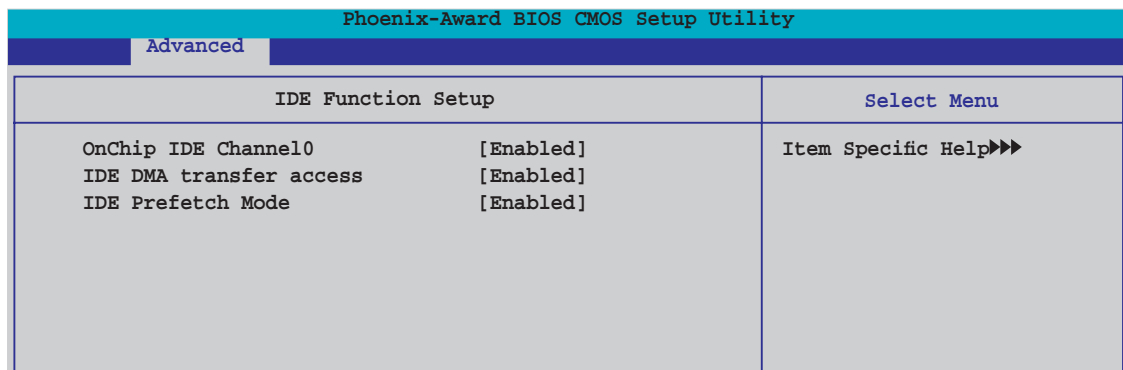 Phoenix-Award BIOS CMOS Setup Utility
Advanced
IDE Function Setup
Select Menu
OnChip IDE Channel0 [Enabled]
IDE DMA transfer access [Enabled]
IDE Prefetch Mode [Enabled]
Item Specific Help